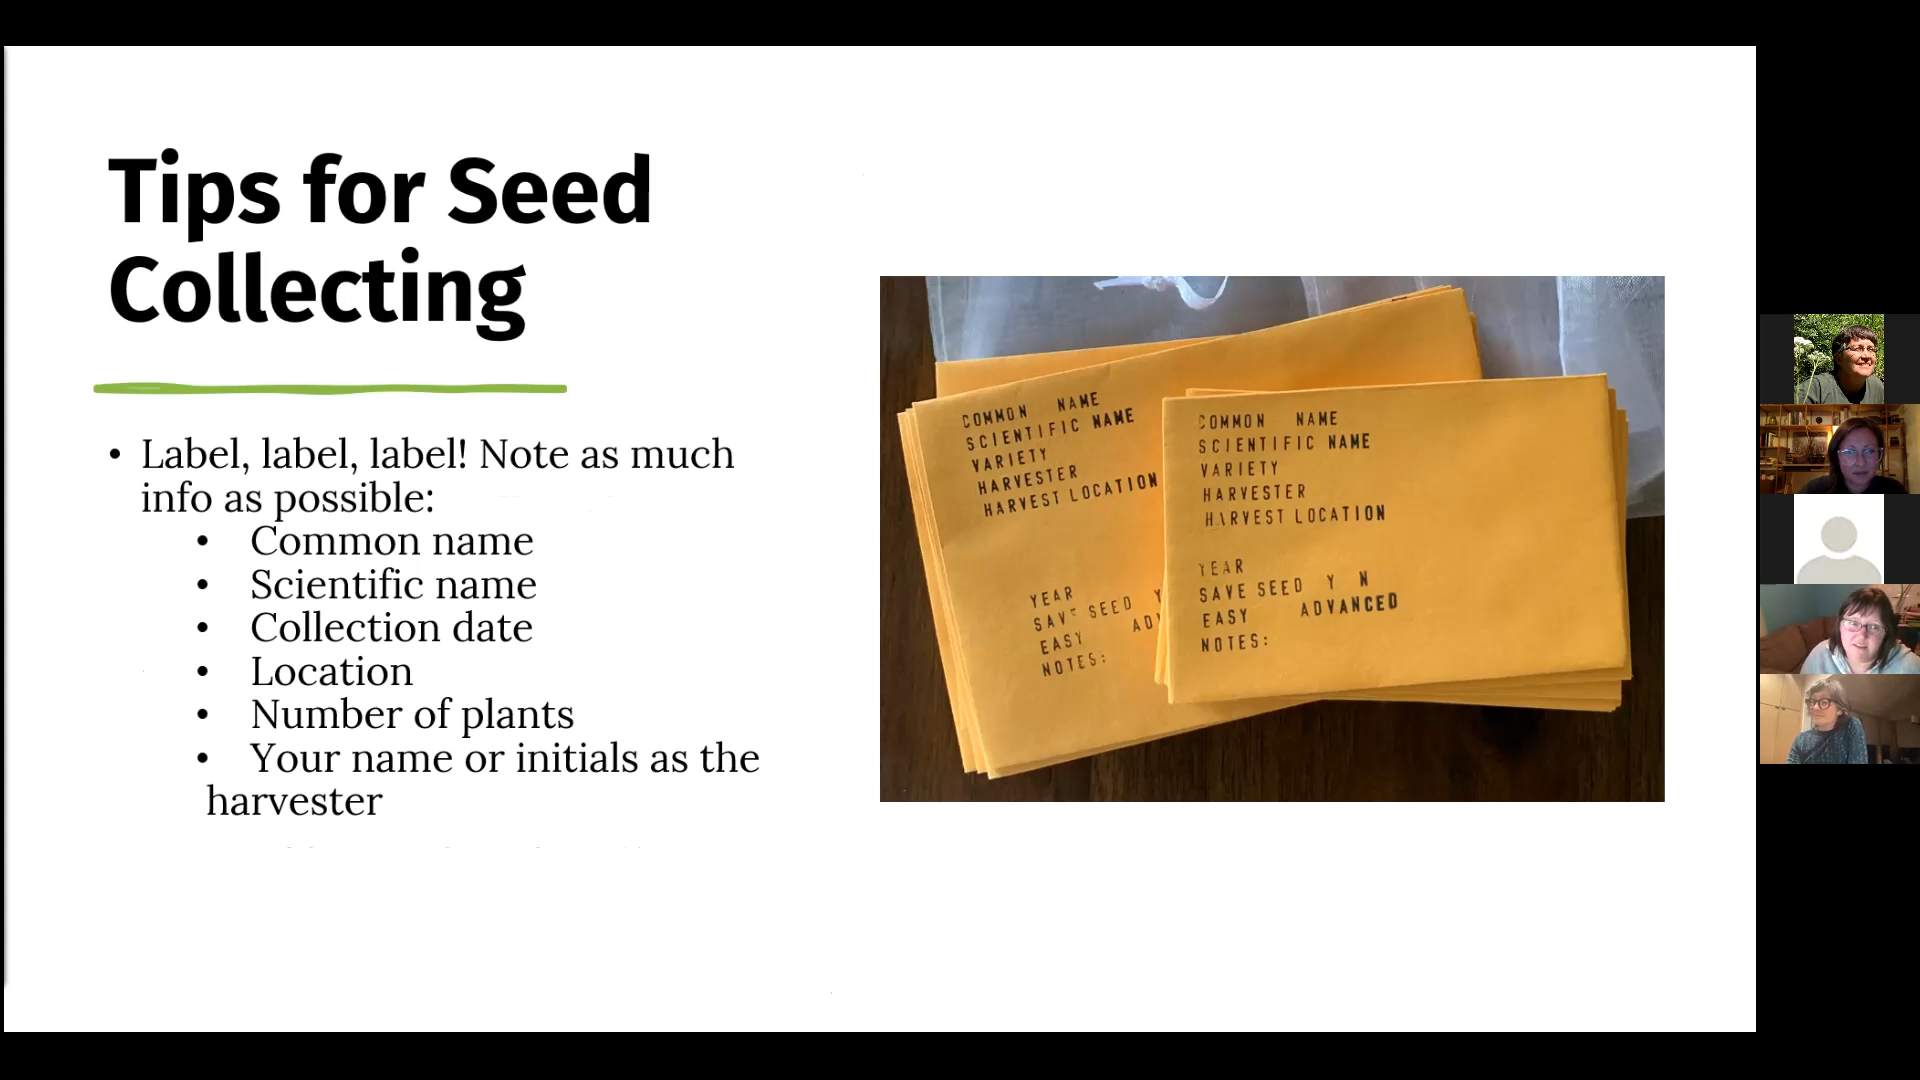 Tips for Seed
Collecting
• Label, label, label! Note as much
info as possible:
• Common name
• Scientific name
• Collection date
• Location
• Number of plants
• Your name or initials as the
harvester
COMMON NAME
SCIENTIFIC NAME
VARIETY
HARVESTER
HARVEST LOCATION
YEAR
SAVE SEED Y
EASY
NOTES:
COMMON NAME
SCIENTIFIC NAME
VARIETY
HARVESTER
HARVEST LOCATION
YEAR
SAVE SEED Y N
EASY ADVANCED
NOTES: